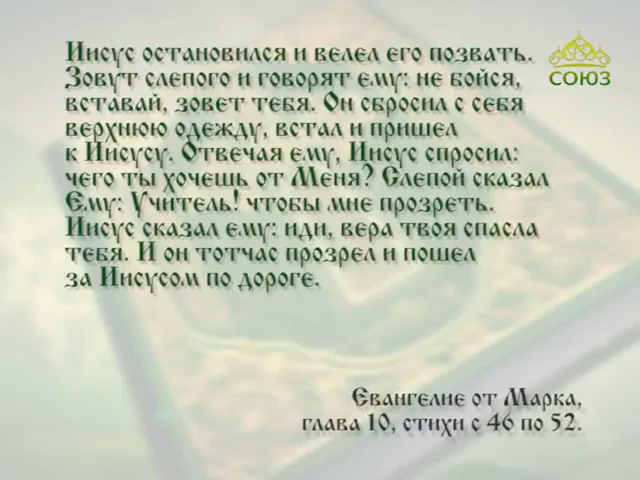 Иисус остановился и велел его позвать.
СОЮЗ
Зовут слепого и говорят ему: не бойся,
вставай, зовет тебя. Он сбросил с себя
верхнюю одежду, встал и пришел
к Иисусу. Отвечая ему, Иисус спросил:
чего ты хочешь от Меня? Слепой сказал
Ему: Учитель! чтобы мне прозреть.
Иисус сказал ему: иди, вера твоя спасла
тебя. И он тотчас прозрел и пошел
за Иисусом по дороге.
Евангелие от Марка,
глава 10, стихи с 46 по 52.